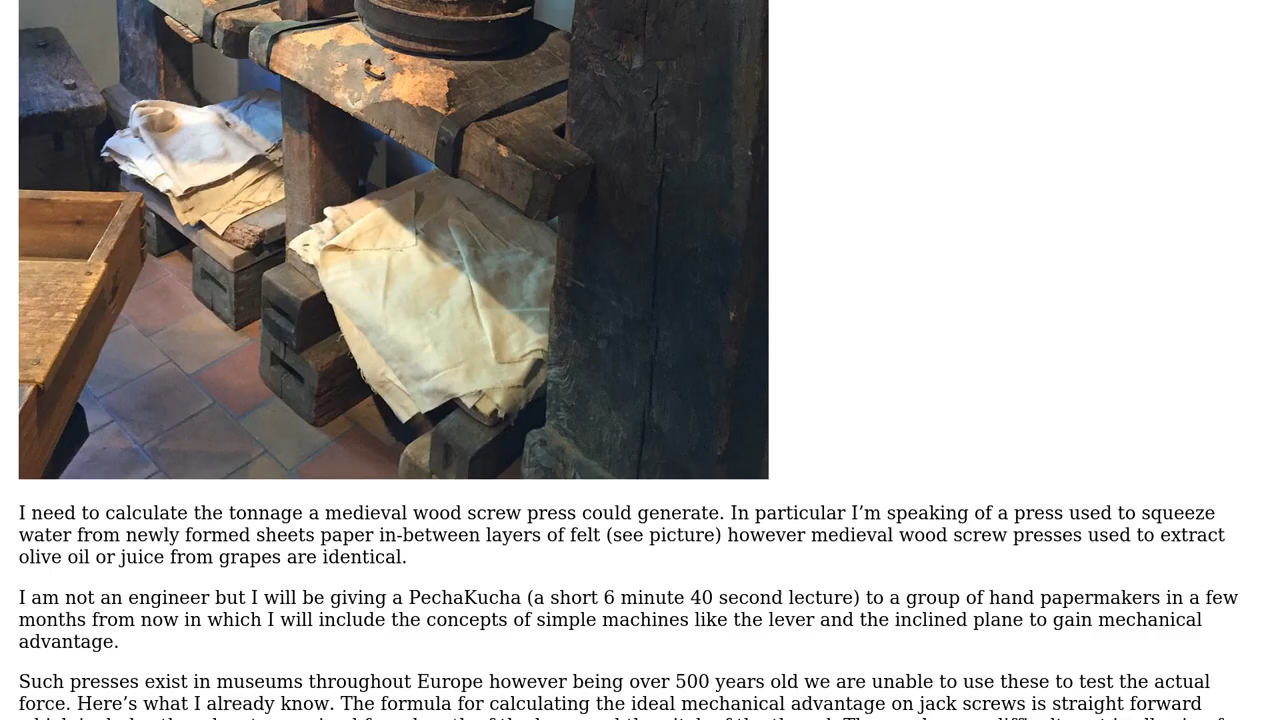 I need to calculate the tonnage a medieval wood screw press could generate. In particular I’m speaking of a press used to squeeze
water from newly formed sheets paper in-between layers of felt (see picture) however medieval wood screw presses used to extract
olive oil or juice from grapes are identical.
I am not an engineer but I will be giving a PechaKucha (a short 6 minute 40 second lecture) to a group of hand papermakers in a few
months from now in which I will include the concepts of simple machines like the lever and the inclined plane to gain mechanical
advantage.
Such presses exist in museums throughout Europe however being over 500 years old we are unable to use these to test the actual
force. Here’s what I already know. The formula for calculating the ideal mechanical advantage on jack screws is straight forward